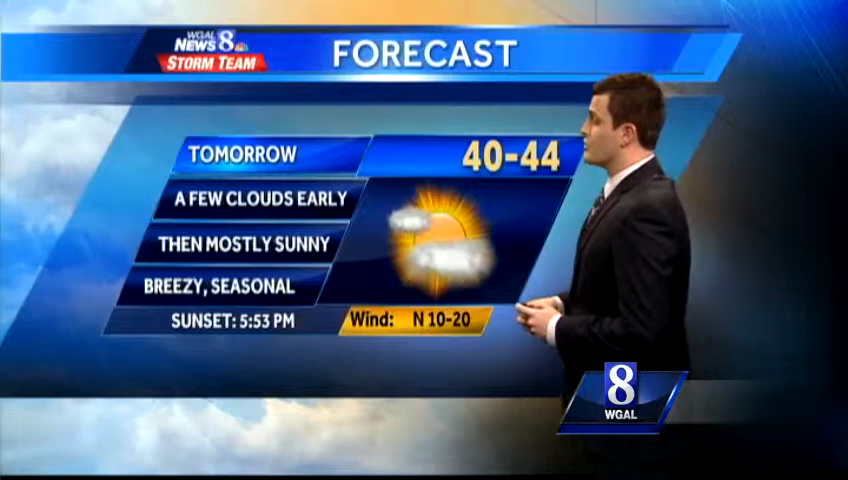 WGAL
NEWS 8
STORM TEAM
FORECAST
TOMORROW
40-44
A FEW CLOUDS EARLY
THEN MOSTLY SUNNY
BREEZY, SEASONAL
SUNSET: 5:53 PM
Wind: N 10-20
8
WGAL